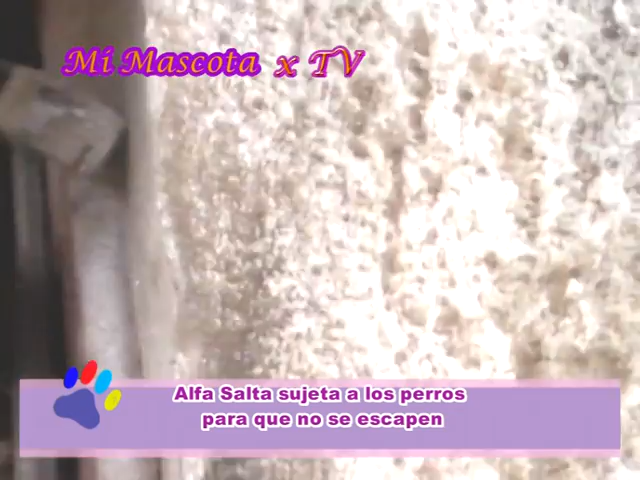 Mi Mascota x TV
Alfa Salta sujeta a los perros
para que no se escapen